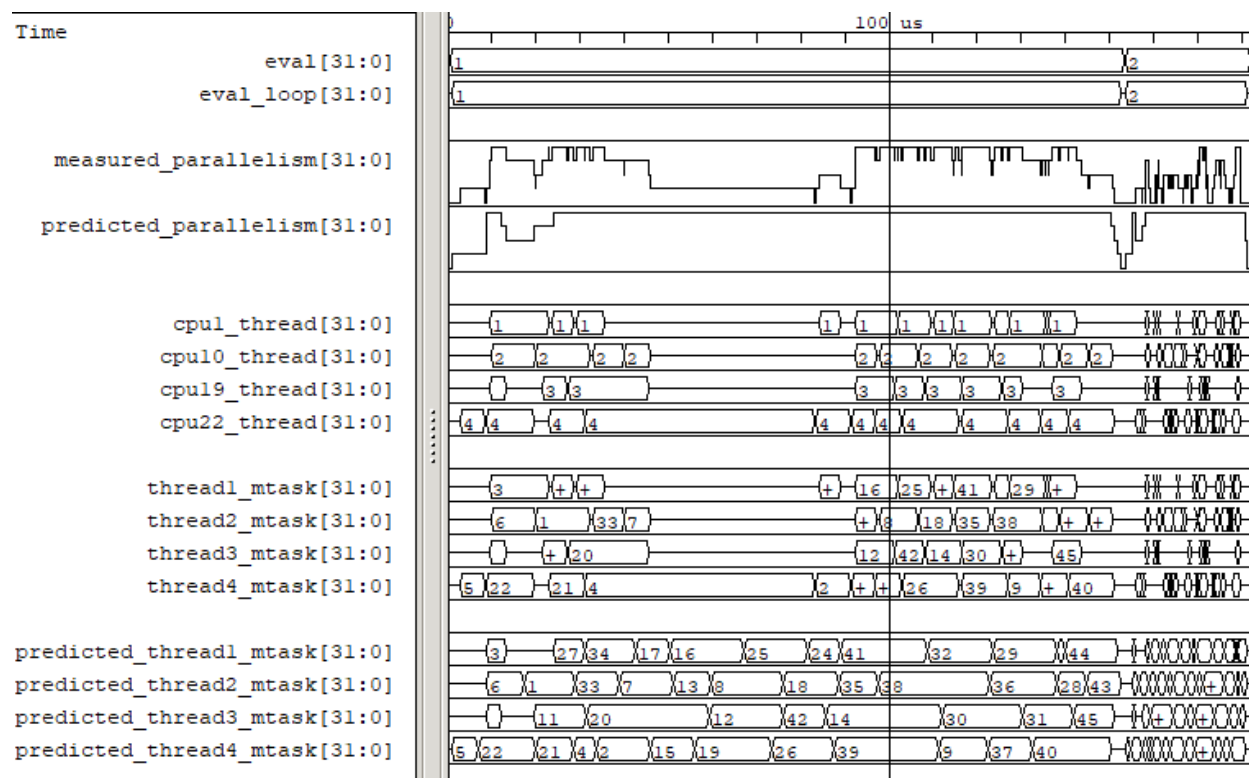 Time 100 us
eval[31:0] 1 2
eval_loop[31:0] 1 2
measured_parallelism[31:0]
predicted_parallelism[31:0]
cpu1_thread[31:0] 1 1 1 1 1 1 1 1 1 1
cpu10_thread[31:0] 2 2 2 2 2 2 2 2 2 2 2
cpu19_thread[31:0] 3 3 3 3 3 3 3 3
cpu22_thread[31:0] 4 4 4 4 4 4 4 4 4 4 4 4
thread1_mtask[31:0] 3 + + + 16 25 + 41 29 +
thread2_mtask[31:0] 6 1 33 7 + 8 18 35 38 + +
thread3_mtask[31:0] + 20 12 42 14 30 + 45
thread4_mtask[31:0] 5 22 21 4 2 + + 26 39 9 + 40
predicted_thread1_mtask[31:0] 3 27 34 17 16 25 24 41 32 29 44
predicted_thread2_mtask[31:0] 6 1 33 7 13 8 18 35 38 36 28 43 +
predicted_thread3_mtask[31:0] 11 20 12 42 14 30 31 45 + +
predicted_thread4_mtask[31:0] 5 22 21 4 2 15 19 26 39 9 37 40 +